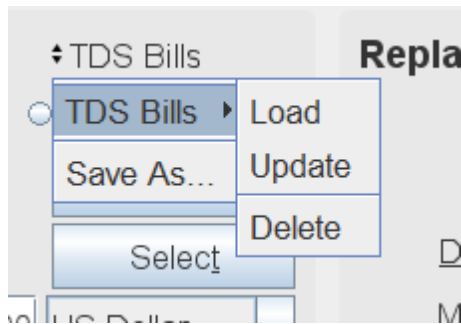 TDS Bills
Repla
TDS Bills
Load
Update
Save As...
Delete
Select
D
US Dollar
M